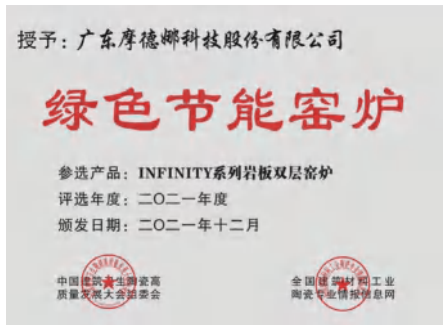 授予：广东摩德娜科技股份有限公司
绿色节能窑炉
参选产品：INFINITY系列岩板双层窑炉
评选年度：二〇二一年度
颁发日期：二〇二一年十二月
中国建筑卫生陶瓷高
质量发展大会组委会
全国建筑材料工业
陶瓷专业情报信息网